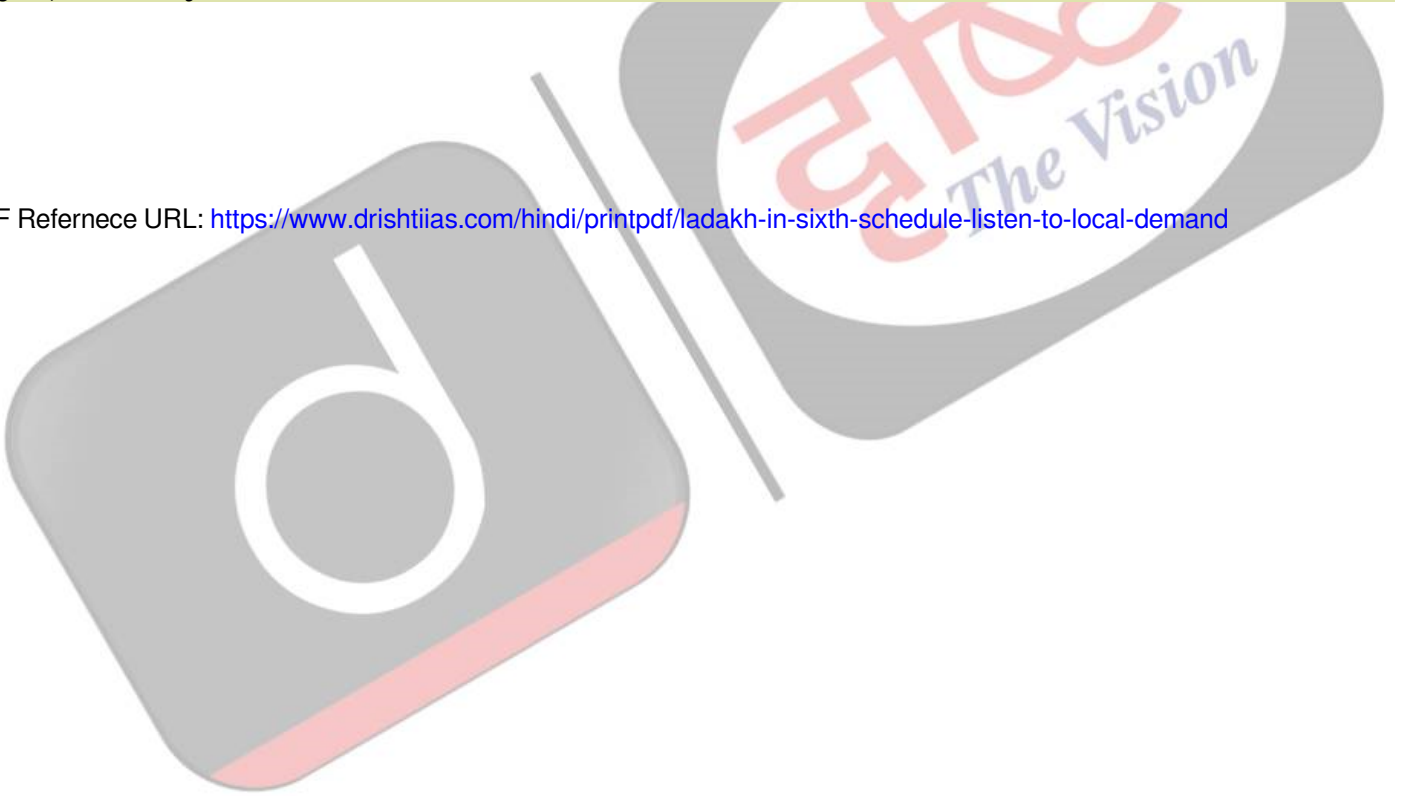 दृष्टि
The Vision
F Refernece URL: https://www.drishtiias.com/hindi/printpdf/ladakh-in-sixth-schedule-listen-to-local-demand
d